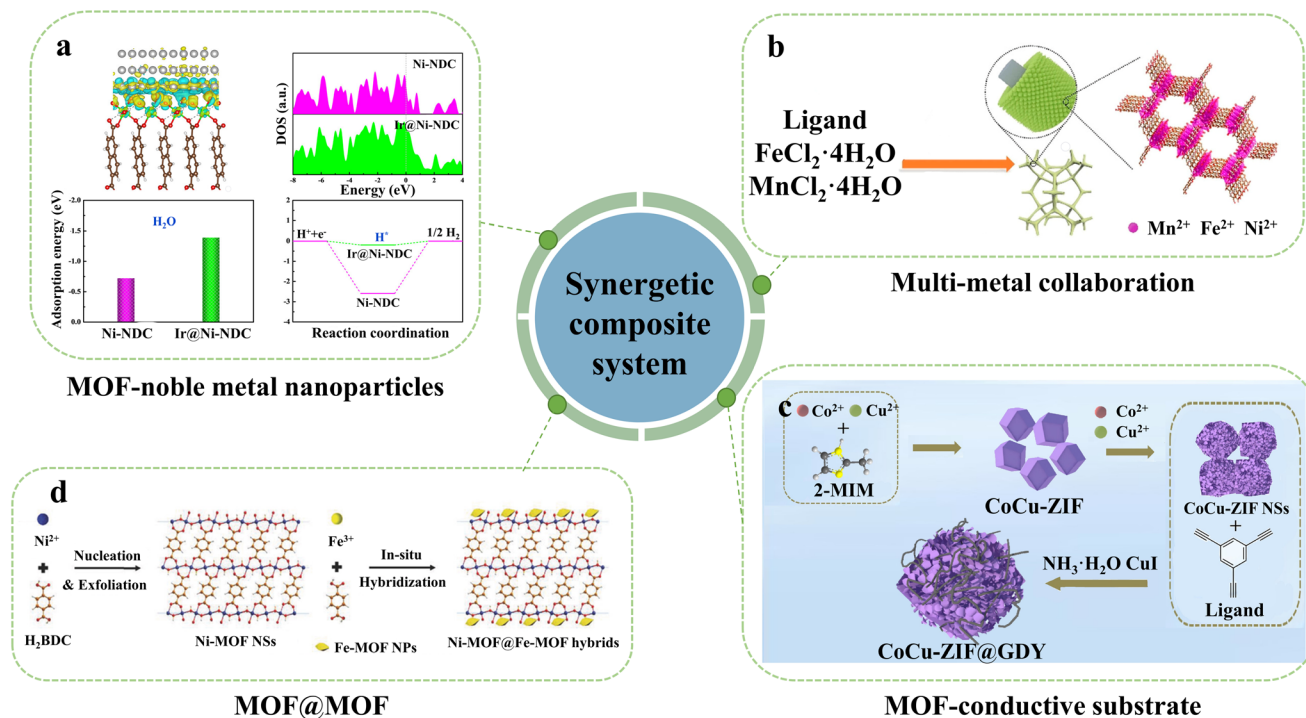 a
Ni-NDC
Ir@Ni-NDC
DOS (a.u.)
-8 -6 -4 -2 0 2 4
Energy (eV)
Adsorption energy (eV)
-2.0
-1.5
-1.0
-0.5
0.0
H₂O
Ni-NDC Ir@Ni-NDC
2
1
0
-1
-2
-3
-4
H⁺+e⁻ H* 1/2 H₂
Ir@Ni-NDC
Ni-NDC
Reaction coordination
MOF-noble metal nanoparticles
b
Ligand
FeCl₂·4H₂O
MnCl₂·4H₂O
Mn²⁺ Fe²⁺ Ni²⁺
Multi-metal collaboration
Synergetic
composite
system
c
Co²⁺ Cu²⁺
+
2-MIM
CoCu-ZIF
Co²⁺
Cu²⁺
CoCu-ZIF NSs
+
Ligand
NH₃·H₂O CuI
CoCu-ZIF@GDY
MOF-conductive substrate
d
Ni²⁺
+
H₂BDC
Nucleation
& Exfoliation
Ni-MOF NSs
Fe³⁺
+
Fe-MOF NPs
In-situ
Hybridization
Ni-MOF@Fe-MOF hybrids
MOF@MOF